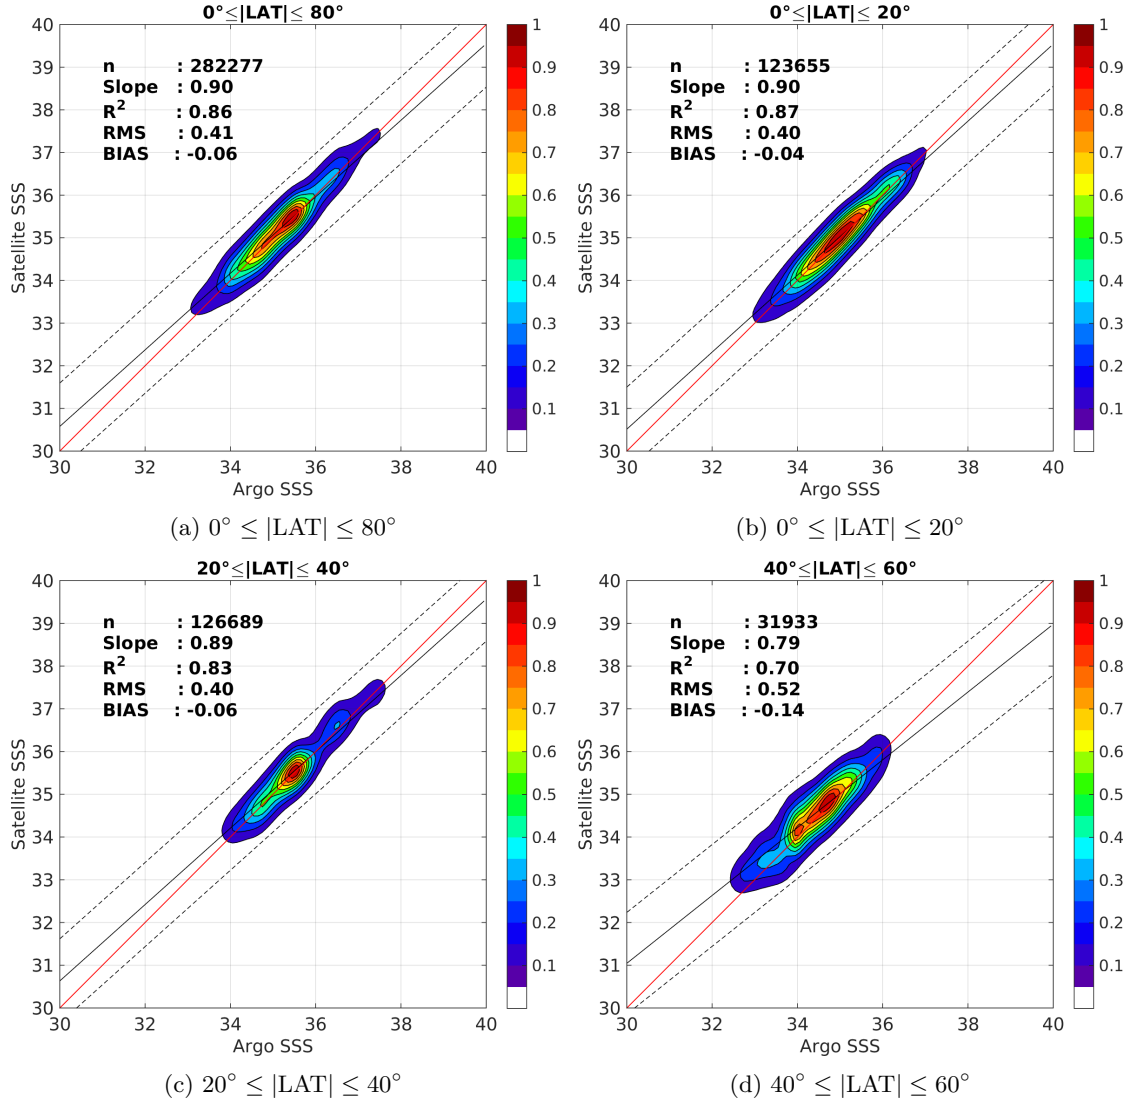 0°≤|LAT|≤ 80°
n : 282277
Slope : 0.90
R² : 0.86
RMS : 0.41
BIAS : -0.06
40
39
38
37
36
35
34
33
32
31
30
Satellite SSS
30 32 34 36 38 40
Argo SSS
1
0.9
0.8
0.7
0.6
0.5
0.4
0.3
0.2
0.1
(a) 0° ≤ |LAT| ≤ 80°
0°≤|LAT|≤ 20°
n : 123655
Slope : 0.90
R² : 0.87
RMS : 0.40
BIAS : -0.04
40
39
38
37
36
35
34
33
32
31
30
Satellite SSS
30 32 34 36 38 40
Argo SSS
1
0.9
0.8
0.7
0.6
0.5
0.4
0.3
0.2
0.1
(b) 0° ≤ |LAT| ≤ 20°
20°≤|LAT|≤ 40°
n : 126689
Slope : 0.89
R² : 0.83
RMS : 0.40
BIAS : -0.06
40
39
38
37
36
35
34
33
32
31
30
Satellite SSS
30 32 34 36 38 40
Argo SSS
1
0.9
0.8
0.7
0.6
0.5
0.4
0.3
0.2
0.1
(c) 20° ≤ |LAT| ≤ 40°
40°≤|LAT|≤ 60°
n : 31933
Slope : 0.79
R² : 0.70
RMS : 0.52
BIAS : -0.14
40
39
38
37
36
35
34
33
32
31
30
Satellite SSS
30 32 34 36 38 40
Argo SSS
1
0.9
0.8
0.7
0.6
0.5
0.4
0.3
0.2
0.1
(d) 40° ≤ |LAT| ≤ 60°